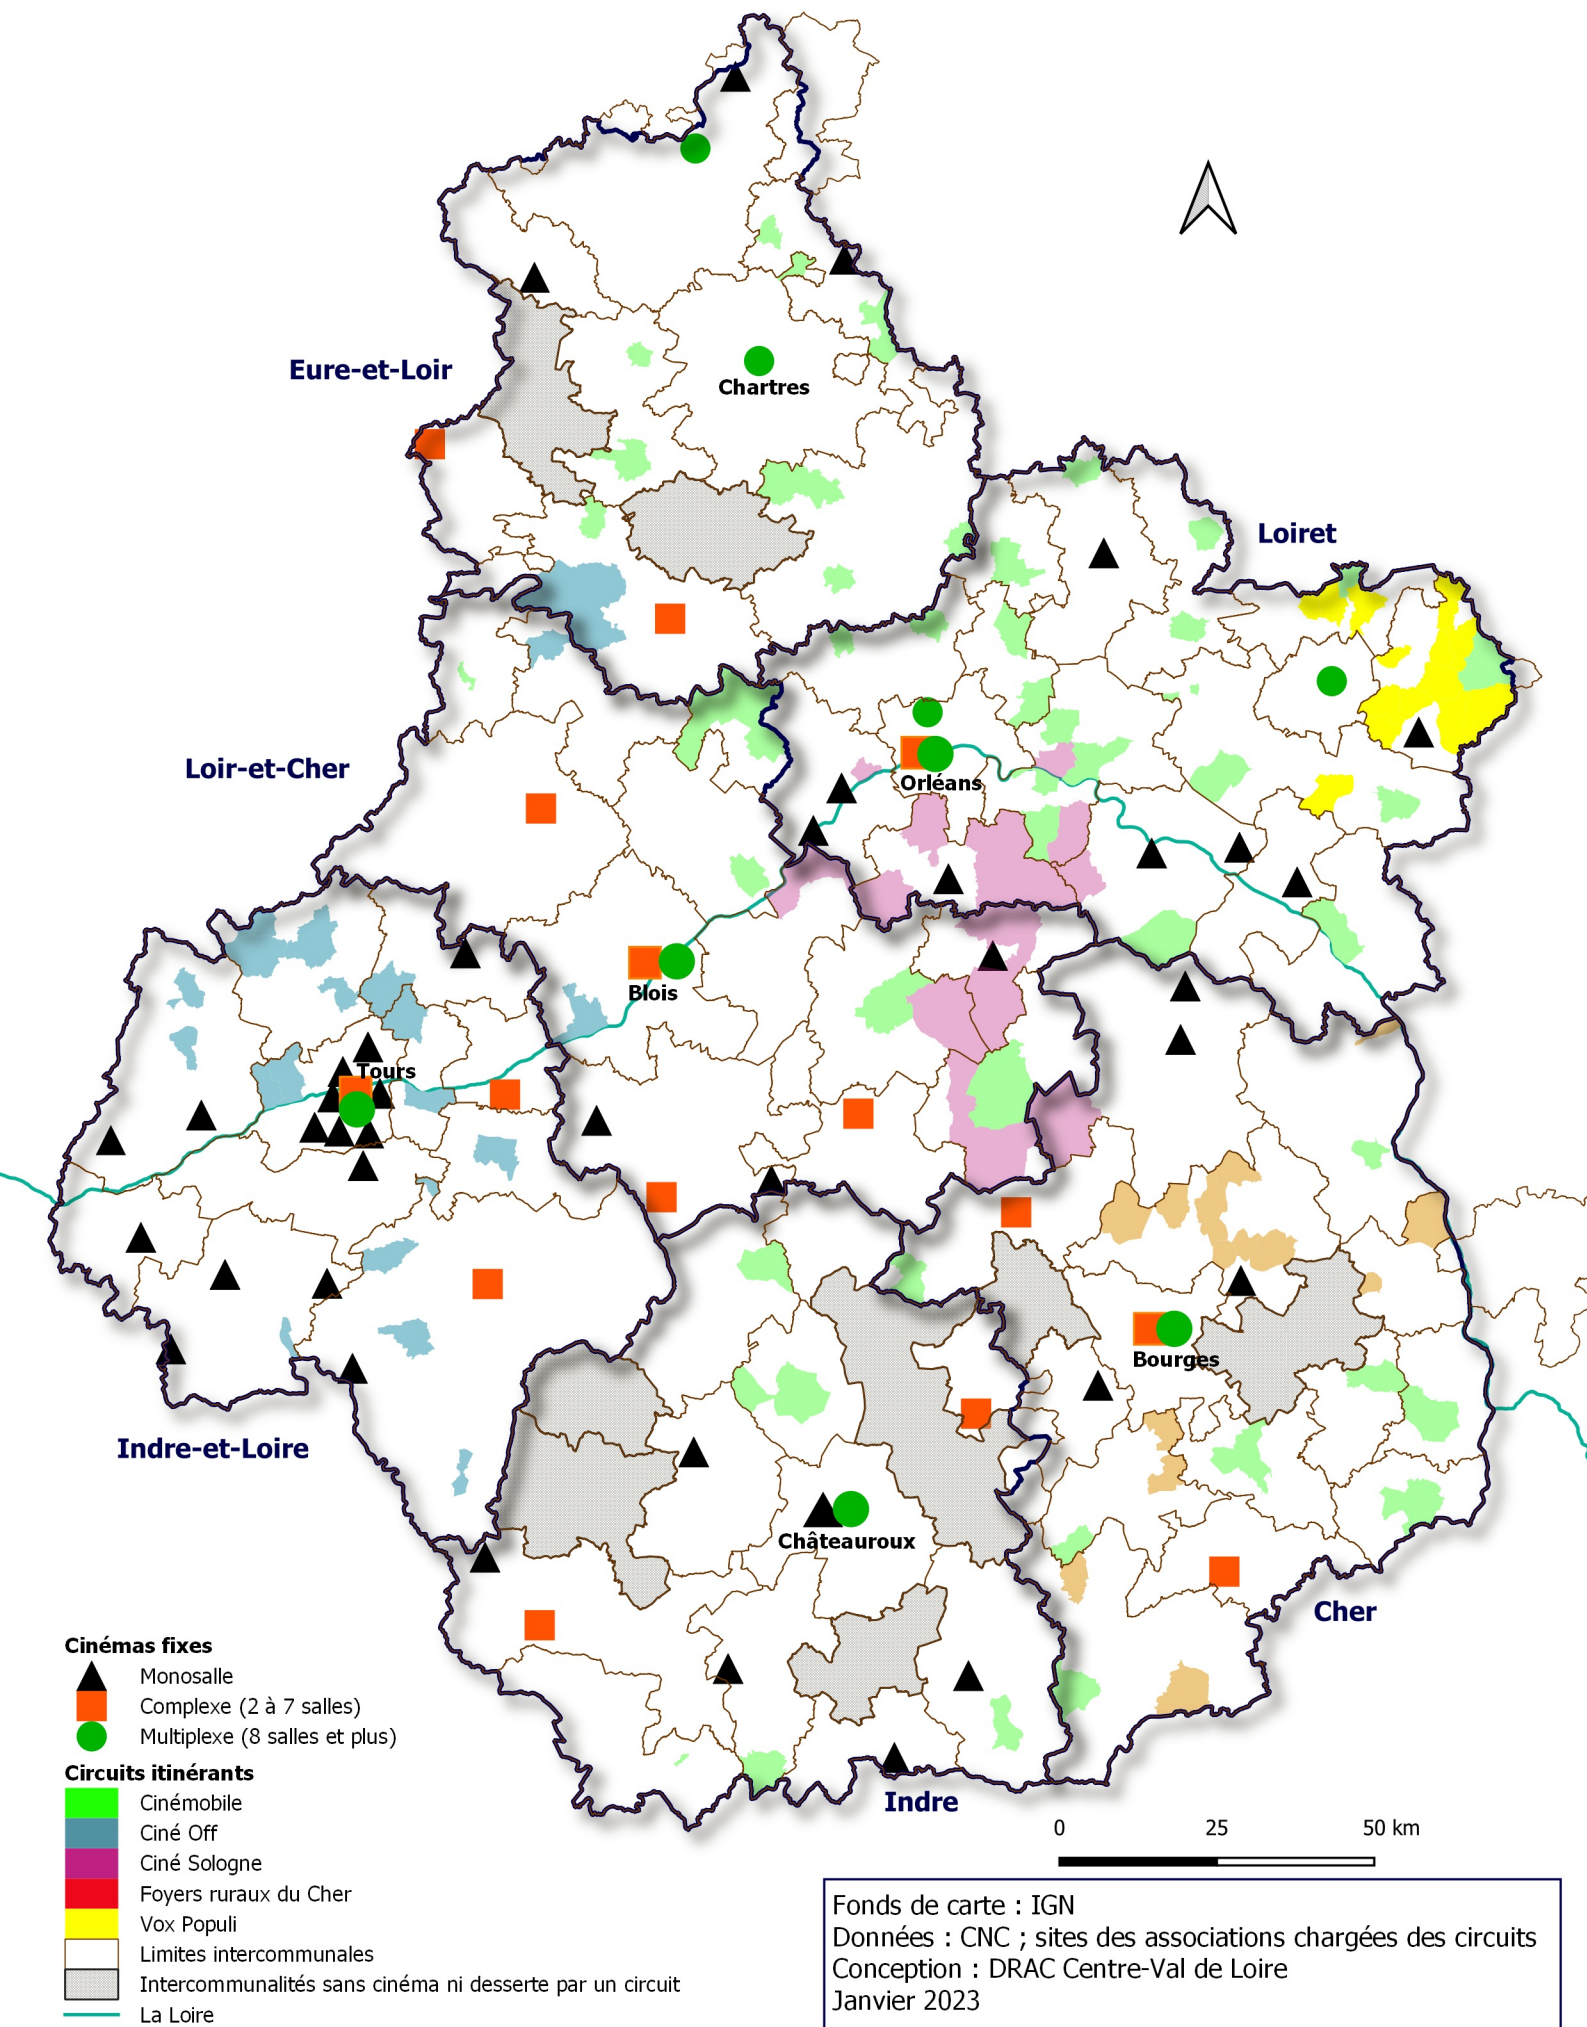 Eure-et-Loir
Chartres
Loiret
Loir-et-Cher
Orléans
Blois
Tours
Bourges
Indre-et-Loire
Châteauroux
Cher
Indre
Cinémas fixes
Monosalle
Complexe (2 à 7 salles)
Multiplexe (8 salles et plus)
Circuits itinérants
Cinémobile
Ciné Off
Ciné Sologne
Foyers ruraux du Cher
Vox Populi
Limites intercommunales
Intercommunalités sans cinéma ni desserte par un circuit
La Loire
0 25 50 km
Fonds de carte : IGN
Données : CNC ; sites des associations chargées des circuits
Conception : DRAC Centre-Val de Loire
Janvier 2023